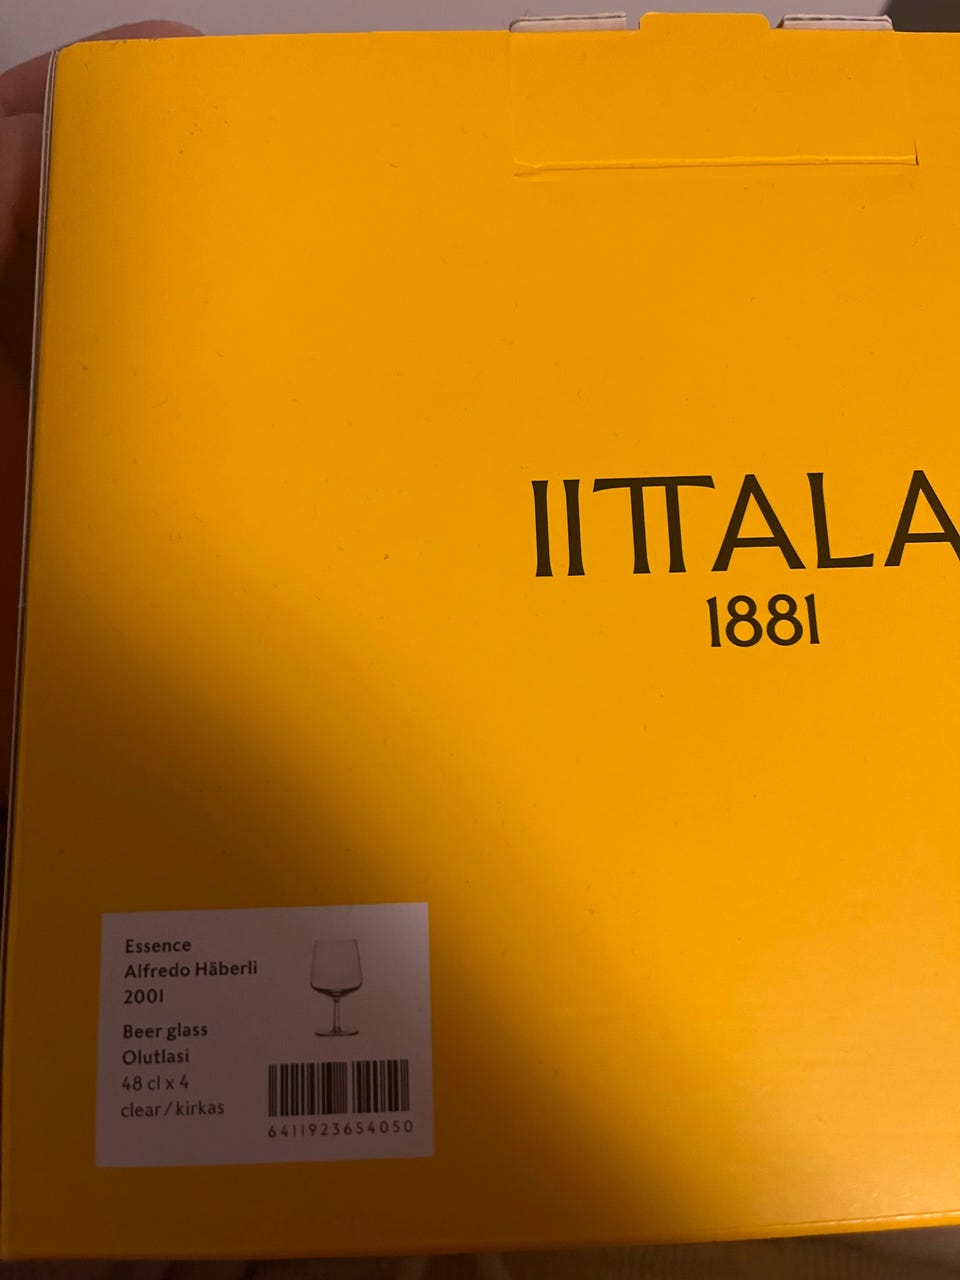 IITTALA
1881
Essence
Alfredo Häberli
2001
Beer glass
Olutlasi
48 cl x 4
clear / kirkas
6411923654050